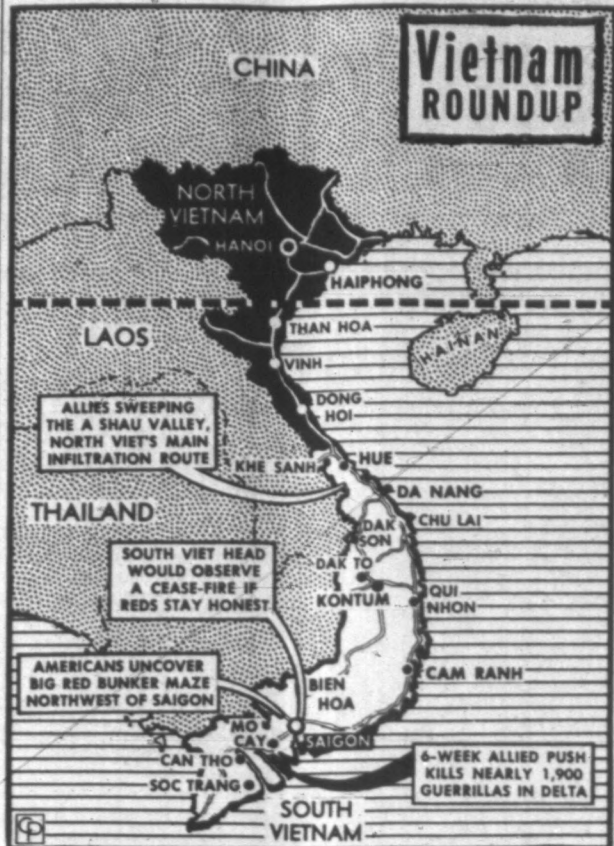 Vietnam
ROUNDUP
CHINA
NORTH
VIETNAM
HANOI
HAIPHONG
LAOS
THAN HOA
HAINAN
VINH
DONG
HOI
ALLIES SWEEPING
THE A SHAU VALLEY,
NORTH VIET'S MAIN
INFILTRATION ROUTE
KHE SANH
HUE
DA NANG
THAILAND
CHU LAI
DAK
SON
SOUTH VIET HEAD
WOULD OBSERVE
A CEASE-FIRE IF
REDS STAY HONEST
DAK TO
KONTUM
QUI
NHON
AMERICANS UNCOVER
BIG RED BUNKER MAZE
NORTHWEST OF SAIGON
BIEN
HOA
CAM RANH
MO
CAY
SAIGON
CAN THO
SOC TRANG
6-WEEK ALLIED PUSH
KILLS NEARLY 1,900
GUERRILLAS IN DELTA
SOUTH
VIETNAM
CP